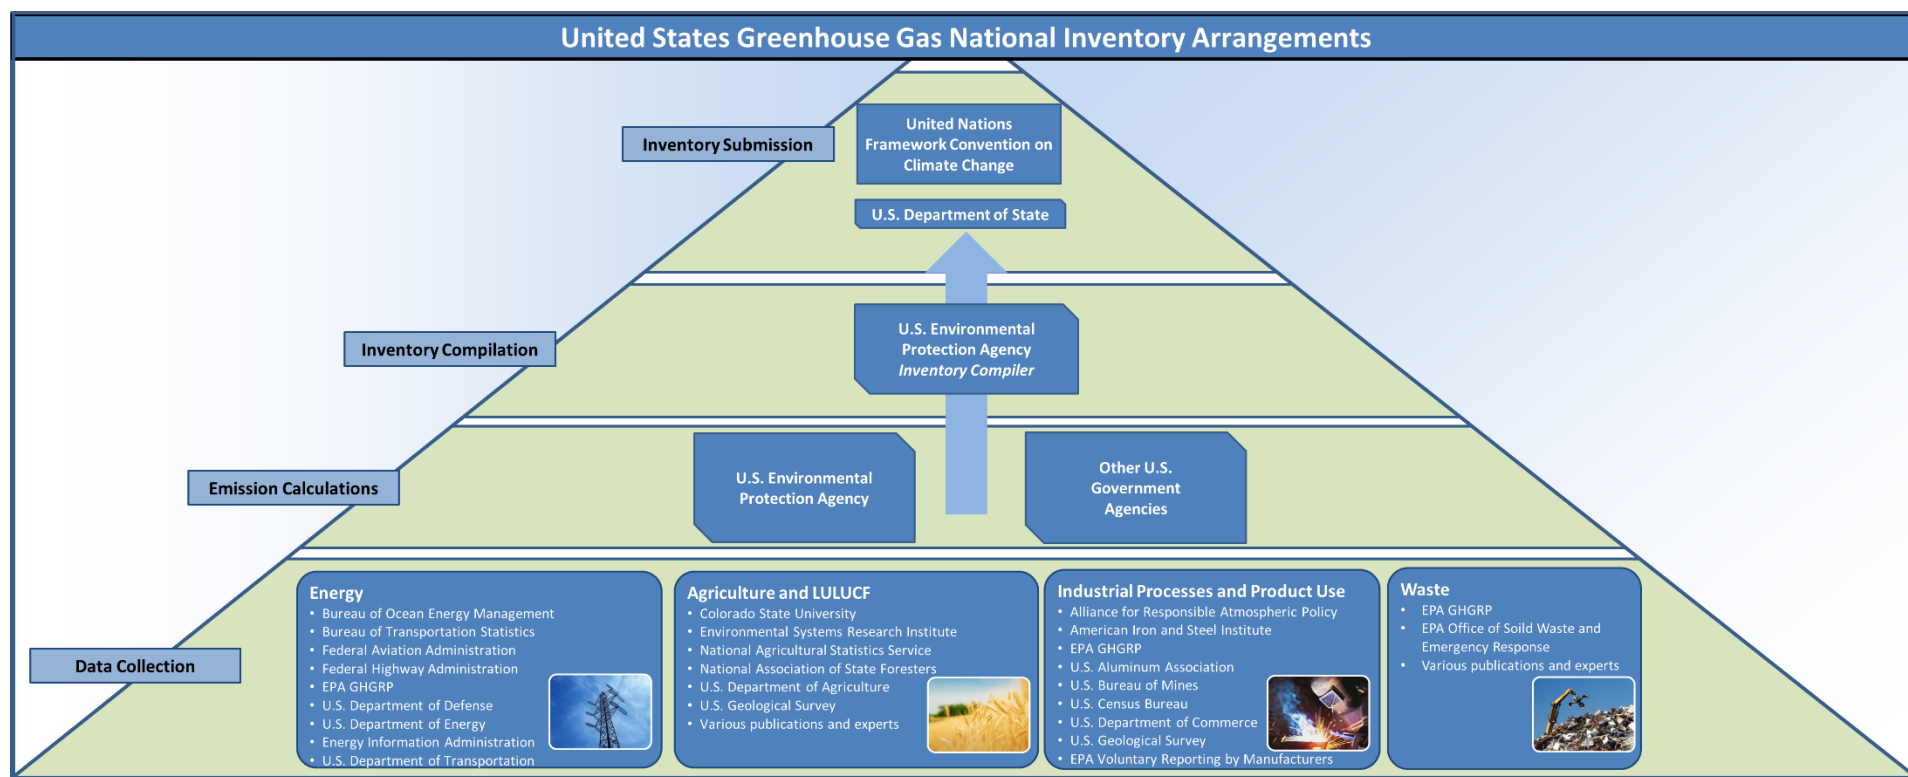 United States Greenhouse Gas National Inventory Arrangements
Inventory Submission
United Nations
Framework Convention on
Climate Change
U.S. Department of State
Inventory Compilation
U.S. Environmental
Protection Agency
Inventory Compiler
Emission Calculations
U.S. Environmental
Protection Agency
Other U.S.
Government
Agencies
Data Collection
Energy
• Bureau of Ocean Energy Management
• Bureau of Transportation Statistics
• Federal Aviation Administration
• Federal Highway Administration
• EPA GHGRP
• U.S. Department of Defense
• U.S. Department of Energy
• Energy Information Administration
• U.S. Department of Transportation
Agriculture and LULUCF
• Colorado State University
• Environmental Systems Research Institute
• National Agricultural Statistics Service
• National Association of State Foresters
• U.S. Department of Agriculture
• U.S. Geological Survey
• Various publications and experts
Industrial Processes and Product Use
• Alliance for Responsible Atmospheric Policy
• American Iron and Steel Institute
• EPA GHGRP
• U.S. Aluminum Association
• U.S. Bureau of Mines
• U.S. Census Bureau
• U.S. Department of Commerce
• U.S. Geological Survey
• EPA Voluntary Reporting by Manufacturers
Waste
• EPA GHGRP
• EPA Office of Soild Waste and
Emergency Response
• Various publications and experts